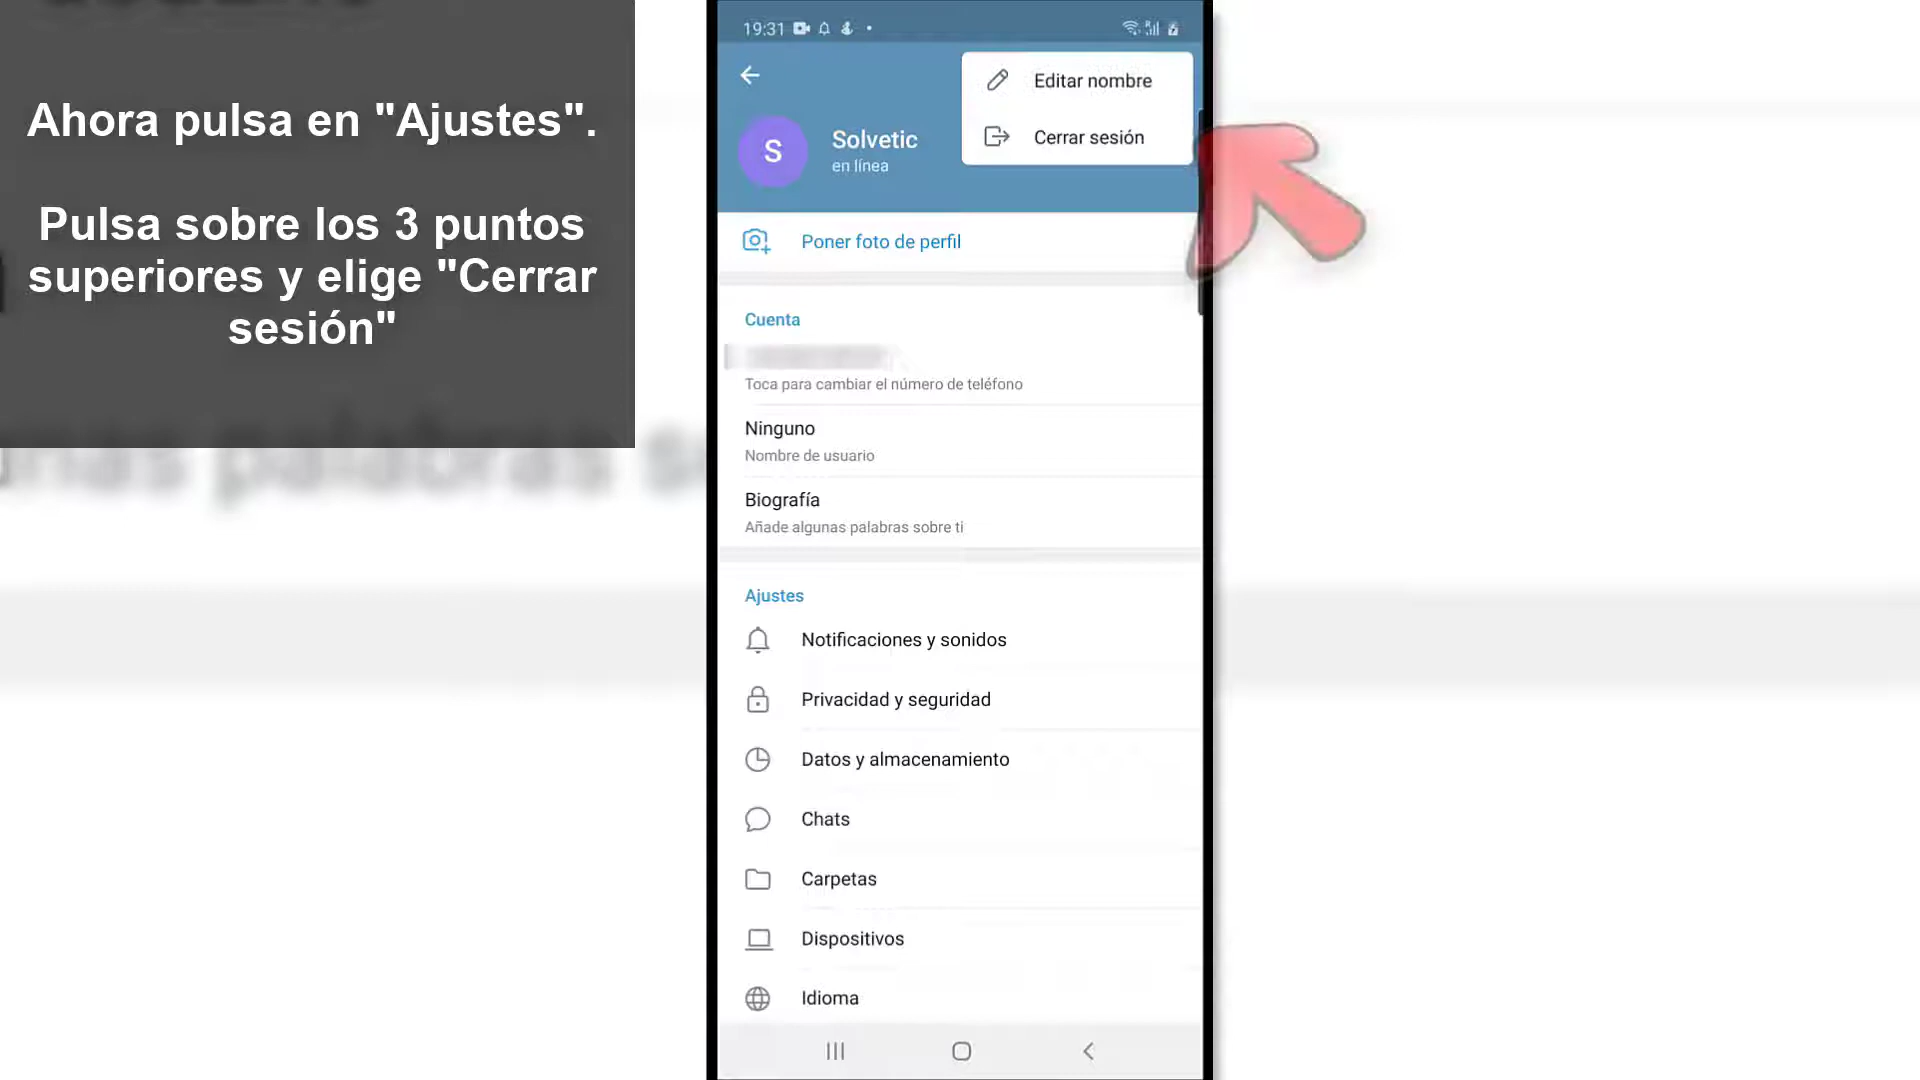 Ahora pulsa en "Ajustes".
Pulsa sobre los 3 puntos
superiores y elige "Cerrar
sesión"
19:31
Editar nombre
Cerrar sesión
S
Solvetic
en línea
Poner foto de perfil
Cuenta
Toca para cambiar el número de teléfono
Ninguno
Nombre de usuario
Biografía
Añade algunas palabras sobre ti
Ajustes
Notificaciones y sonidos
Privacidad y seguridad
Datos y almacenamiento
Chats
Carpetas
Dispositivos
Idioma